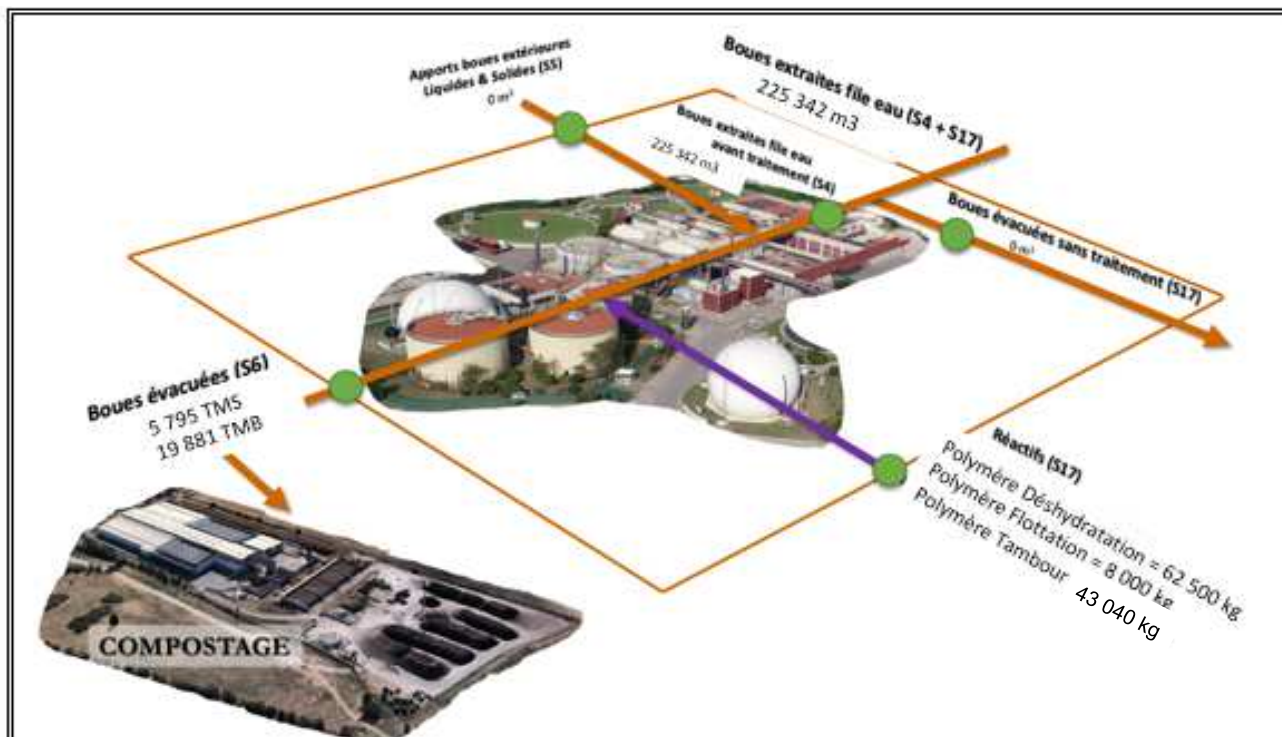 Apports boues extérieures
Liquides & Solides (S5)
0 m³
Boues extraites file eau (S4 + S17)
225 342 m3
Boues extraites file eau
avant traitement (S4)
225 342 m3
Boues évacuées sans traitement (S17)
0 m³
Boues évacuées (S6)
5 795 TMS
19 881 TMB
Réactifs (S17)
Polymère Déshydratation = 62 500 kg
Polymère Flottation = 8 000 kg
Polymère Tambour 43 040 kg
COMPOSTAGE